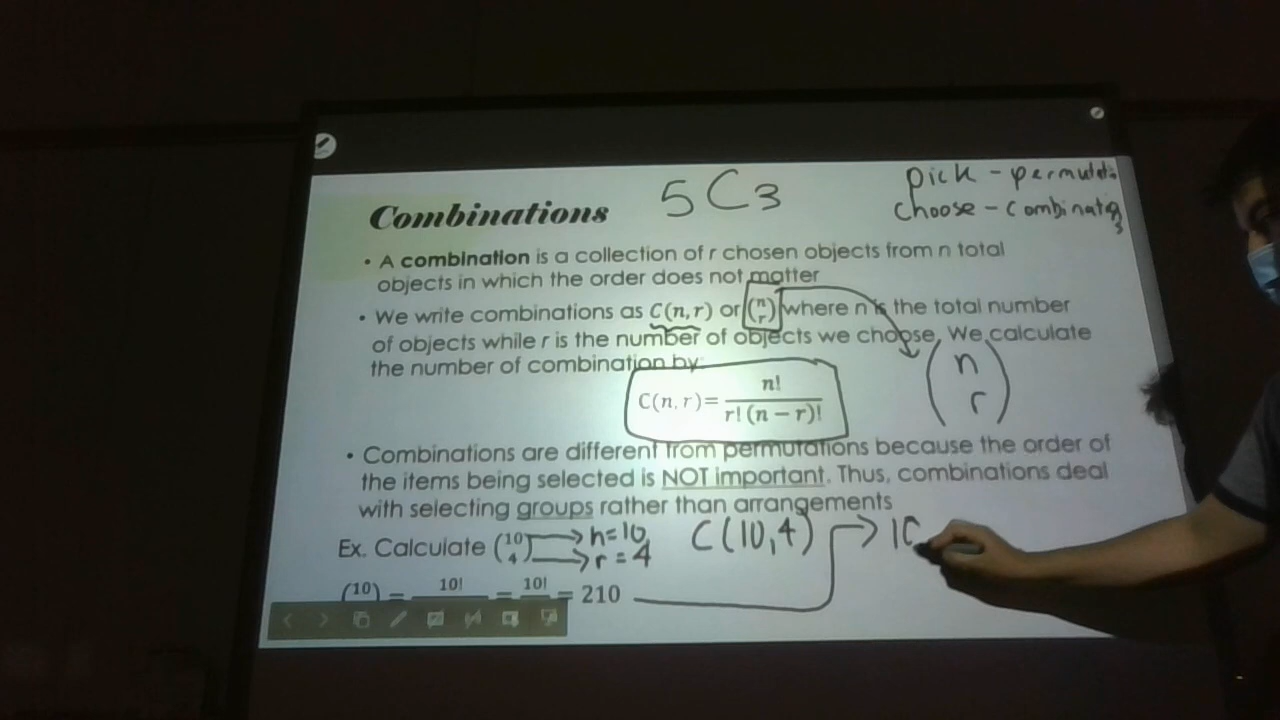 5C3
pick - permutati
choose - combinations
Combinations
• A combination is a collection of r chosen objects from n total
objects in which the order does not matter
• We write combinations as C(n, r) or (n r) where n is the total number
of objects while r is the number of objects we choose. We calculate
the number of combination by:
(n r)
C(n, r)= n! / r! (n − r)!
• Combinations are different from permutations because the order of
the items being selected is NOT important. Thus, combinations deal
with selecting groups rather than arrangements
Ex. Calculate (10 4) → n=10 → r=4 C(10,4) → 10
(10 = 10! = 10! = 210